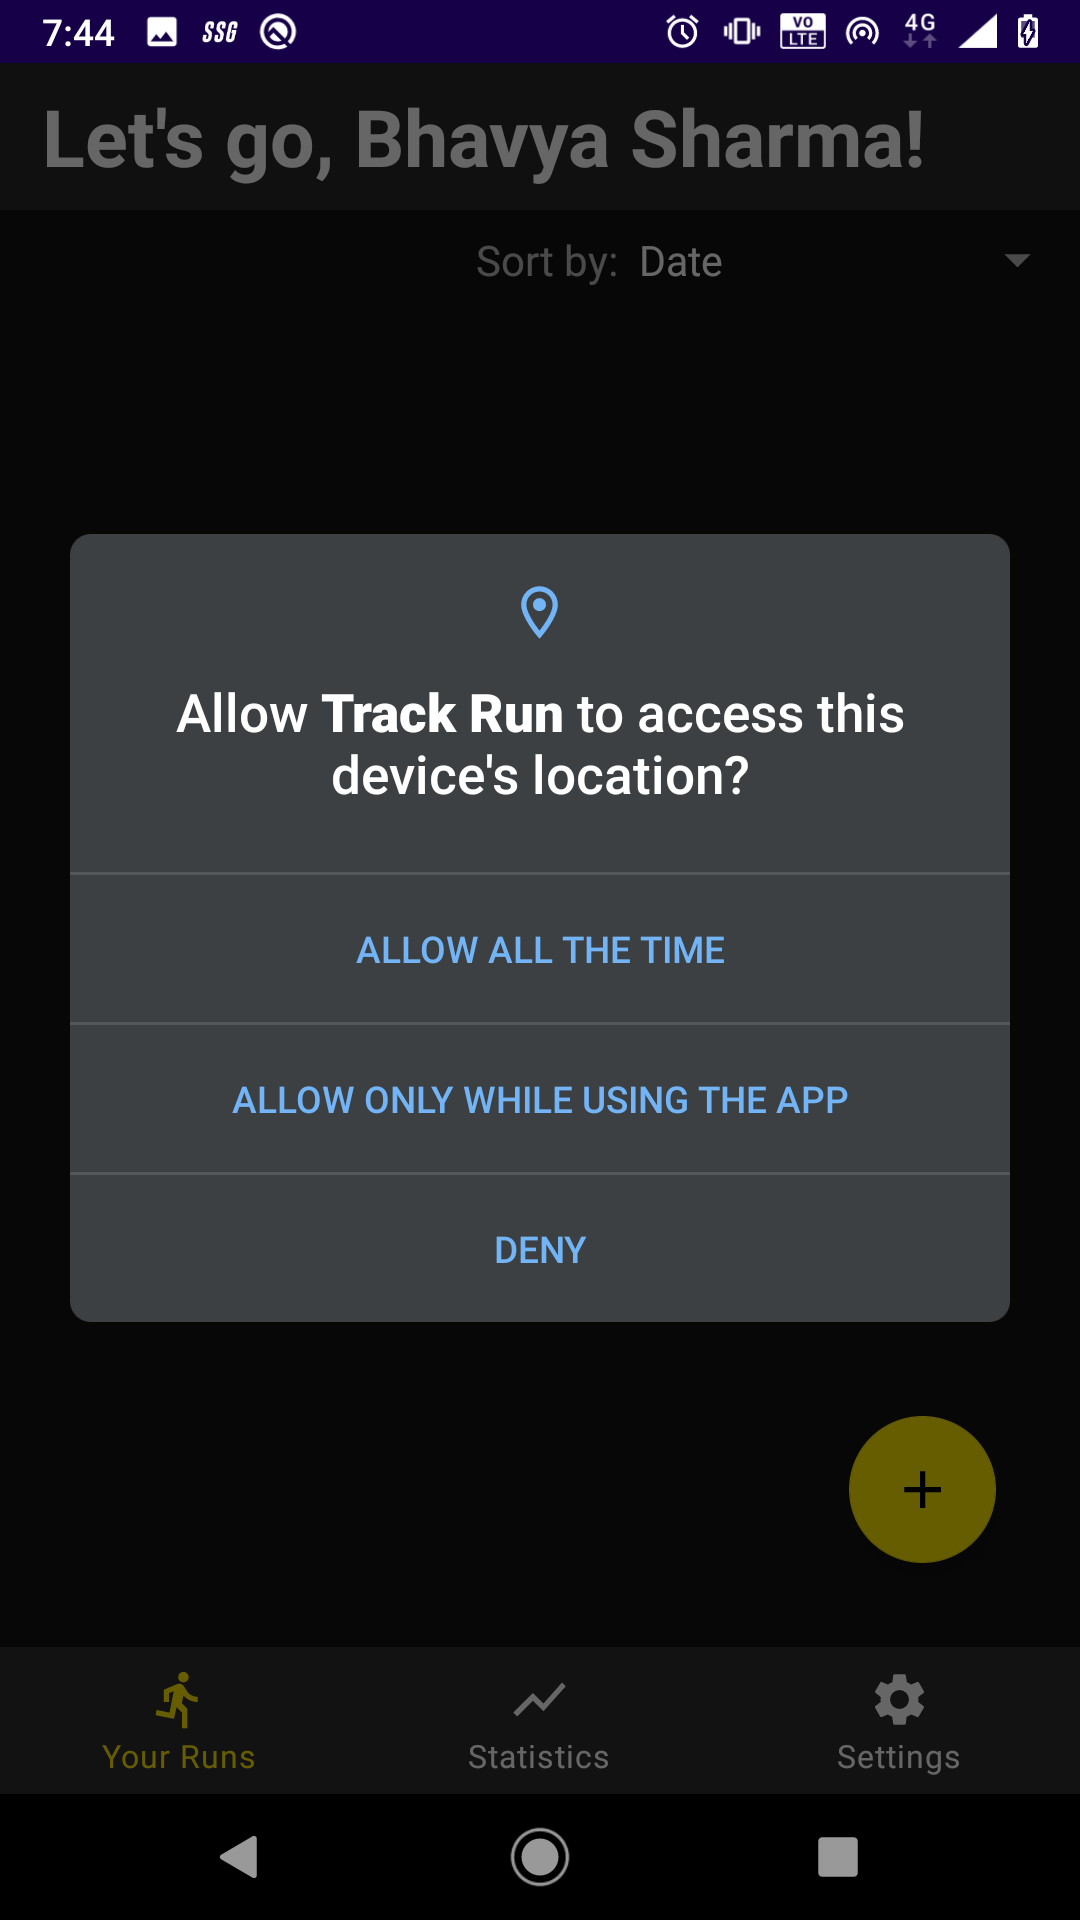 7:44 SSG VO LTE 4G
Let's go, Bhavya Sharma!
Sort by: Date
Allow Track Run to access this
device's location?
ALLOW ALL THE TIME
ALLOW ONLY WHILE USING THE APP
DENY
+
Your Runs Statistics Settings